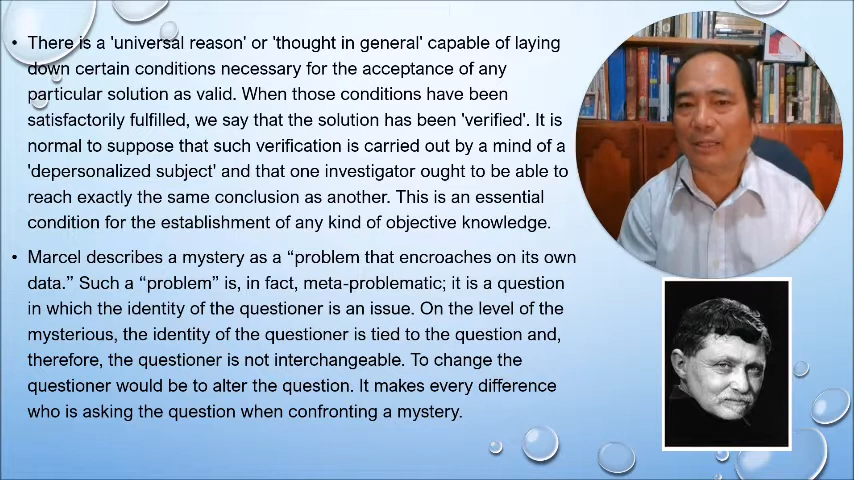 • There is a 'universal reason' or 'thought in general' capable of laying
down certain conditions necessary for the acceptance of any
particular solution as valid. When those conditions have been
satisfactorily fulfilled, we say that the solution has been 'verified'. It is
normal to suppose that such verification is carried out by a mind of a
'depersonalized subject' and that one investigator ought to be able to
reach exactly the same conclusion as another. This is an essential
condition for the establishment of any kind of objective knowledge.
• Marcel describes a mystery as a “problem that encroaches on its own
data.” Such a “problem” is, in fact, meta-problematic; it is a question
in which the identity of the questioner is an issue. On the level of the
mysterious, the identity of the questioner is tied to the question and,
therefore, the questioner is not interchangeable. To change the
questioner would be to alter the question. It makes every difference
who is asking the question when confronting a mystery.